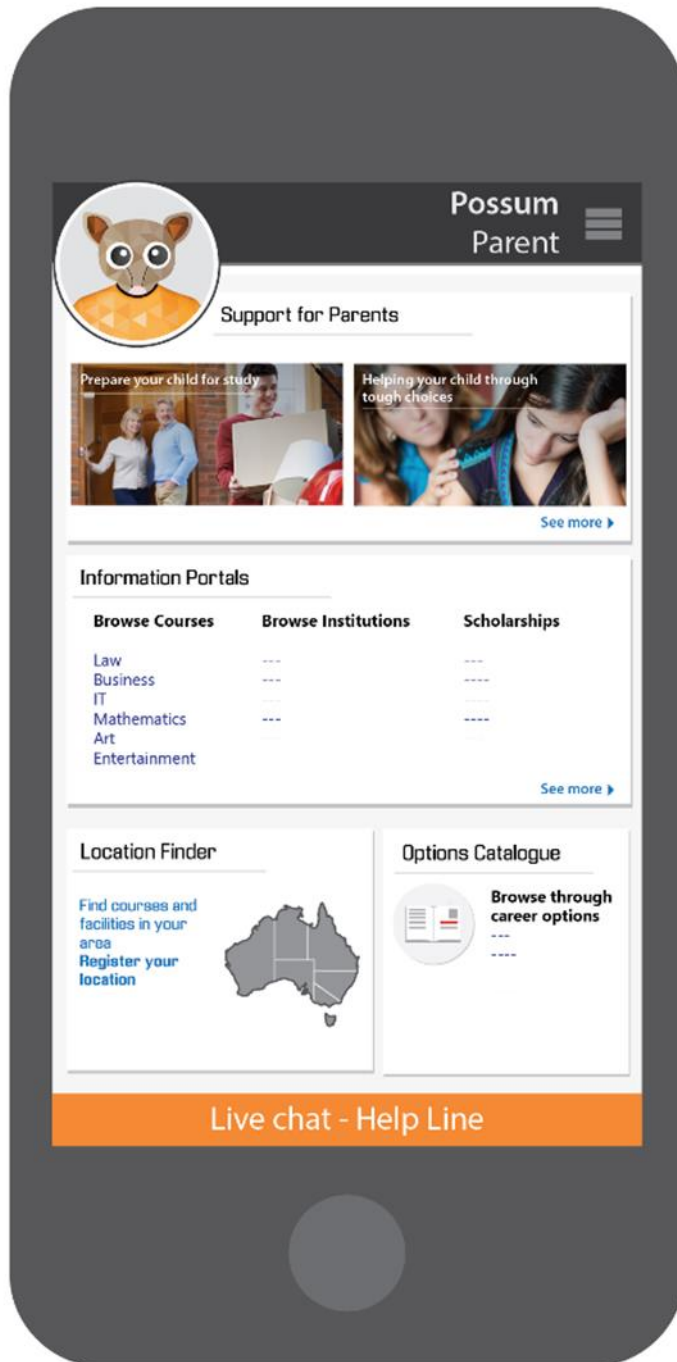 Possum
Parent
Support for Parents
Prepare your child for study
Helping your child through
tough choices
See more
Information Portals
Browse Courses
Law
Business
IT
Mathematics
Art
Entertainment
Browse Institutions
---
---
---
---
Scholarships
---
----
----
----
See more
Location Finder
Find courses and
facilities in your
area
Register your
location
Options Catalogue
Browse through
career options
---
----
Live chat - Help Line